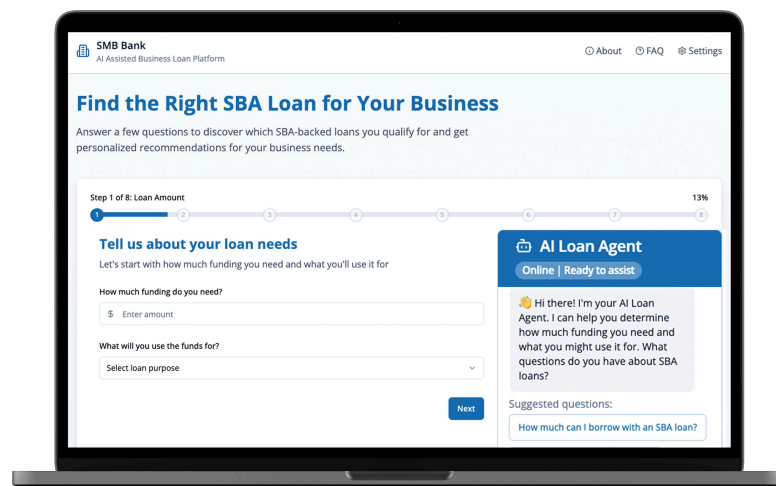 SMB Bank
AI Assisted Business Loan Platform
About
FAQ
Settings
Find the Right SBA Loan for Your Business
Answer a few questions to discover which SBA-backed loans you qualify for and get
personalized recommendations for your business needs.
Step 1 of 8: Loan Amount
13%
1
2
3
4
5
6
7
8
Tell us about your loan needs
Let's start with how much funding you need and what you'll use it for
How much funding do you need?
$ Enter amount
What will you use the funds for?
Select loan purpose
Next
AI Loan Agent
Online | Ready to assist
👋 Hi there! I'm your AI Loan
Agent. I can help you determine
how much funding you need and
what you might use it for. What
questions do you have about SBA
loans?
Suggested questions:
How much can I borrow with an SBA loan?